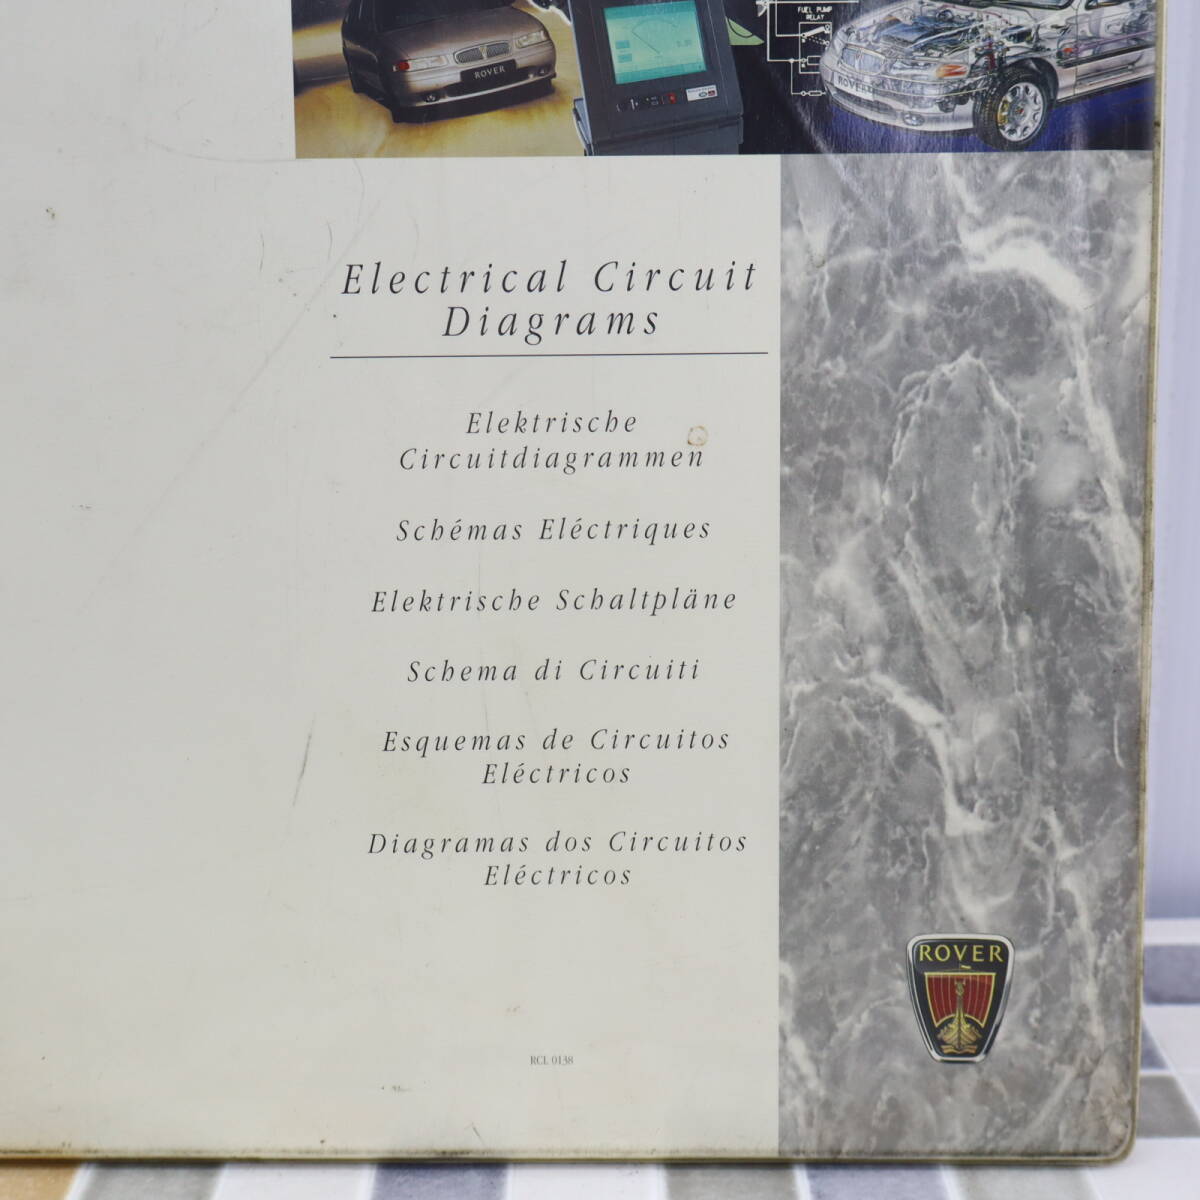 ROVER
FUEL PUMP
RELAY
ROVER
Electrical Circuit
Diagrams
Elektrische
Circuitdiagrammen
Schémas Eléctriques
Elektrische Schaltpläne
Schema di Circuiti
Esquemas de Circuitos
Eléctricos
Diagramas dos Circuitos
Eléctricos
ROVER
RCL 0138